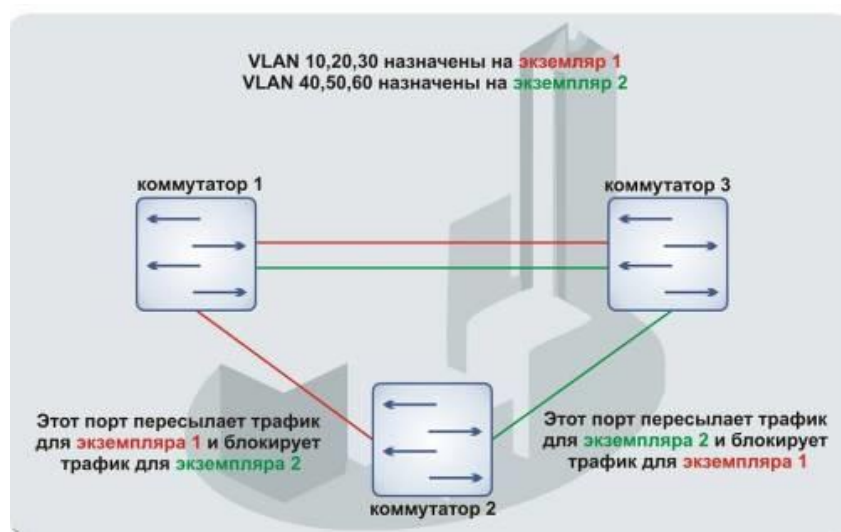 VLAN 10,20,30 назначены на экземляр 1
VLAN 40,50,60 назначены на экземпляр 2
коммутатор 1
коммутатор 3
Этот порт пересылает трафик
для экземпляра 1 и блокирует
трафик для экземпляра 2
Этот порт пересылает трафик
для экземпляра 2 и блокирует
трафик для экземпляра 1
коммутатор 2